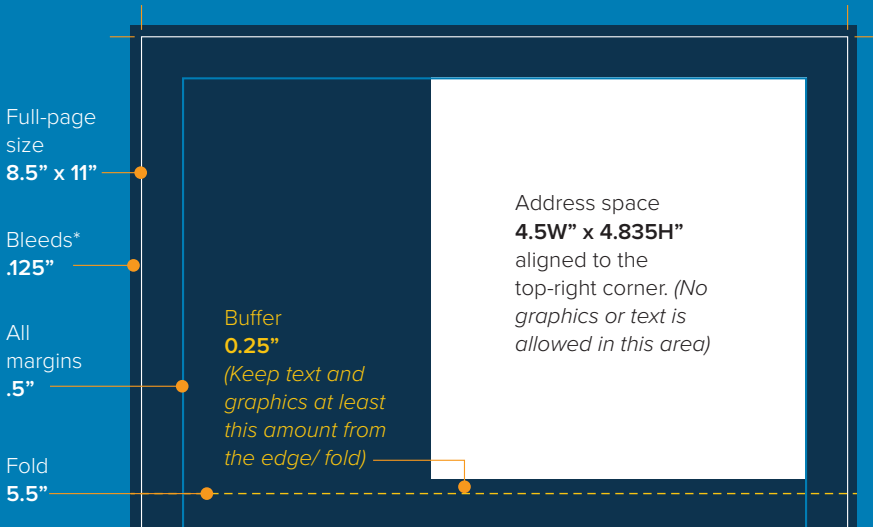 Full-page
size
8.5” x 11”
Bleeds*
.125”
All
margins
.5”
Fold
5.5”
Buffer
0.25”
(Keep text and
graphics at least
this amount from
the edge/ fold)
Address space
4.5W” x 4.835H”
aligned to the
top-right corner. (No
graphics or text is
allowed in this area)